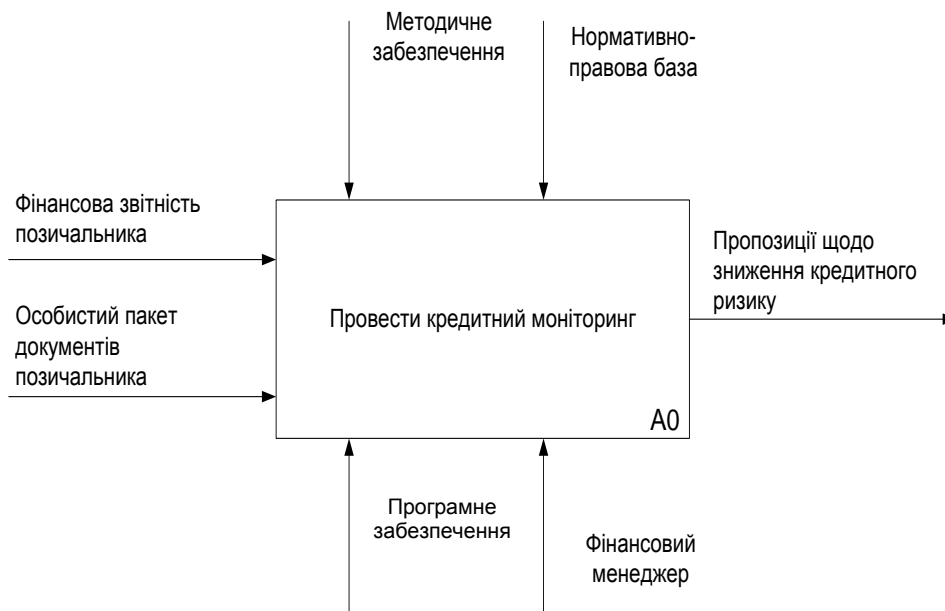 Методичне
забезпечення
Нормативно-
правова база
Фінансова звітність
позичальника
Особистий пакет
документів
позичальника
Провести кредитний моніторинг
A0
Пропозиції щодо
зниження кредитного
ризику
Програмне
забезпечення
Фінансовий
менеджер